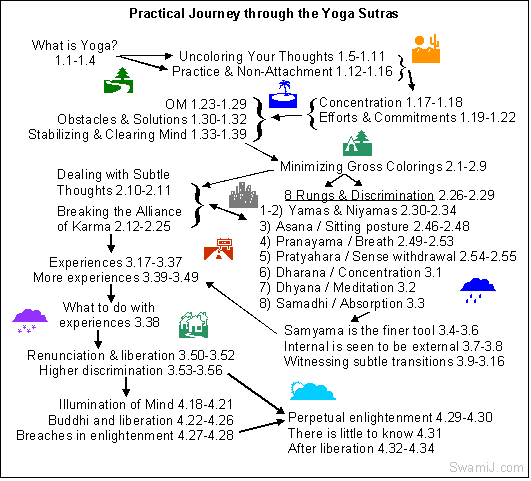 Practical Journey through the Yoga Sutras
What is Yoga?
1.1-1.4
Uncoloring Your Thoughts 1.5-1.11
Practice & Non-Attachment 1.12-1.16
Concentration 1.17-1.18
Efforts & Commitments 1.19-1.22
OM 1.23-1.29
Obstacles & Solutions 1.30-1.32
Stabilizing & Clearing Mind 1.33-1.39
Minimizing Gross Colorings 2.1-2.9
Dealing with Subtle
Thoughts 2.10-2.11
Breaking the Alliance
of Karma 2.12-2.25
8 Rungs & Discrimination 2.26-2.29
1-2) Yamas & Niyamas 2.30-2.34
3) Asana / Sitting posture 2.46-2.48
4) Pranayama / Breath 2.49-2.53
5) Pratyahara / Sense withdrawal 2.54-2.55
6) Dharana / Concentration 3.1
7) Dhyana / Meditation 3.2
8) Samadhi / Absorption 3.3
Samyama is the finer tool 3.4-3.6
Internal is seen to be external 3.7-3.8
Witnessing subtle transitions 3.9-3.16
Experiences 3.17-3.37
More experiences 3.39-3.49
What to do with
experiences 3.38
Renunciation & liberation 3.50-3.52
Higher discrimination 3.53-3.56
Illumination of Mind 4.18-4.21
Buddhi and liberation 4.22-4.26
Breaches in enlightenment 4.27-4.28
Perpetual enlightenment 4.29-4.30
There is little to know 4.31
After liberation 4.32-4.34
SwamiJ.com